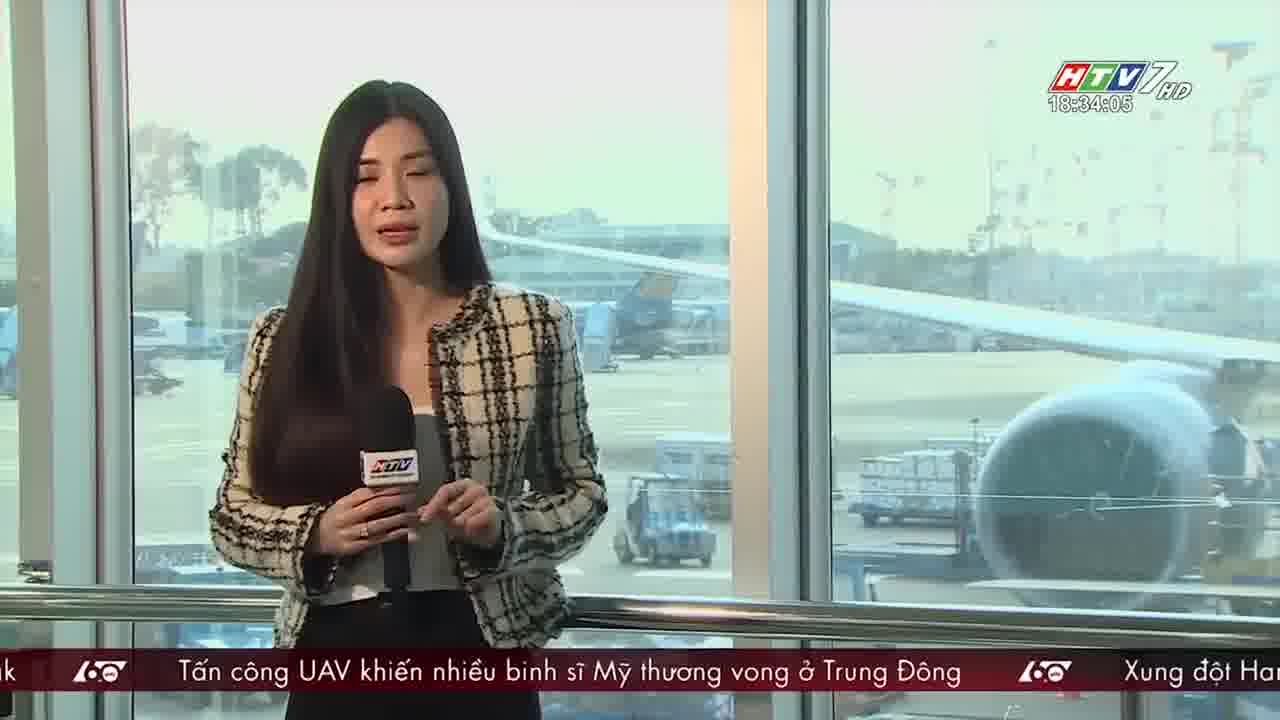 HTV7 HD
18:34:05
HTV
Tấn công UAV khiến nhiều binh sĩ Mỹ thương vong ở Trung Đông
Xung đột